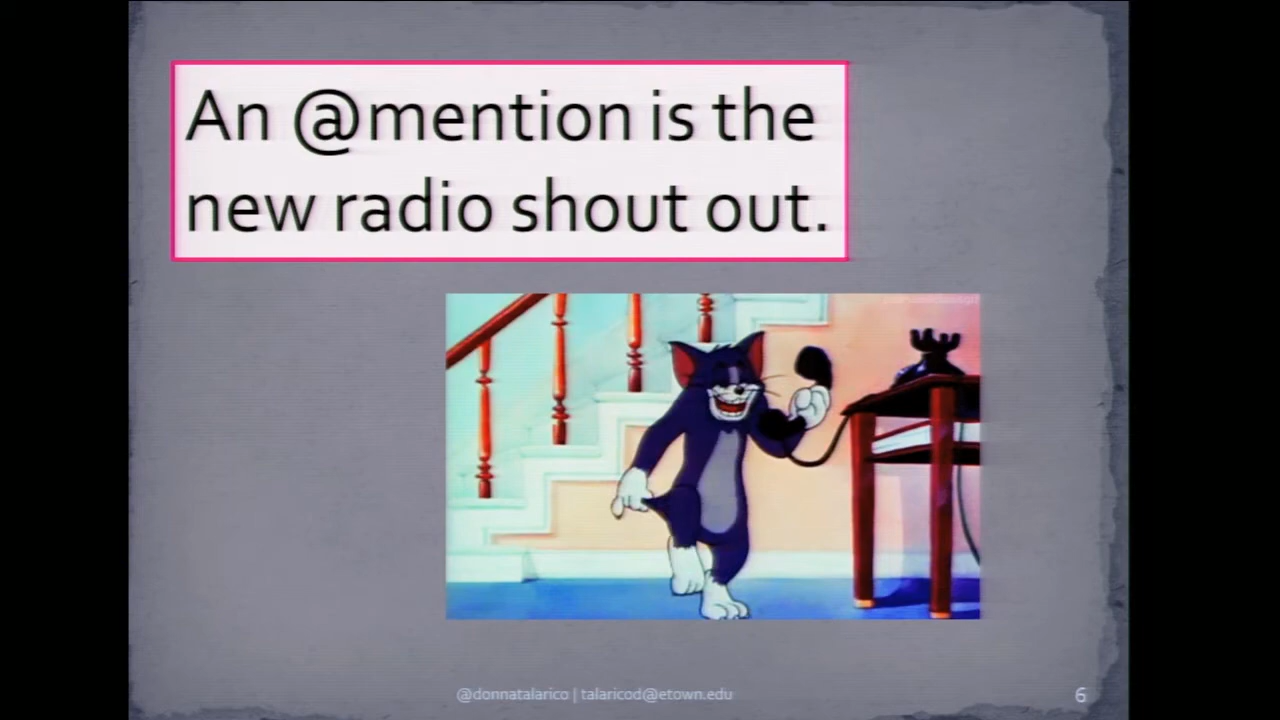 An @mention is the
new radio shout out.
@donnatalarico | talaricod@etown.edu
6